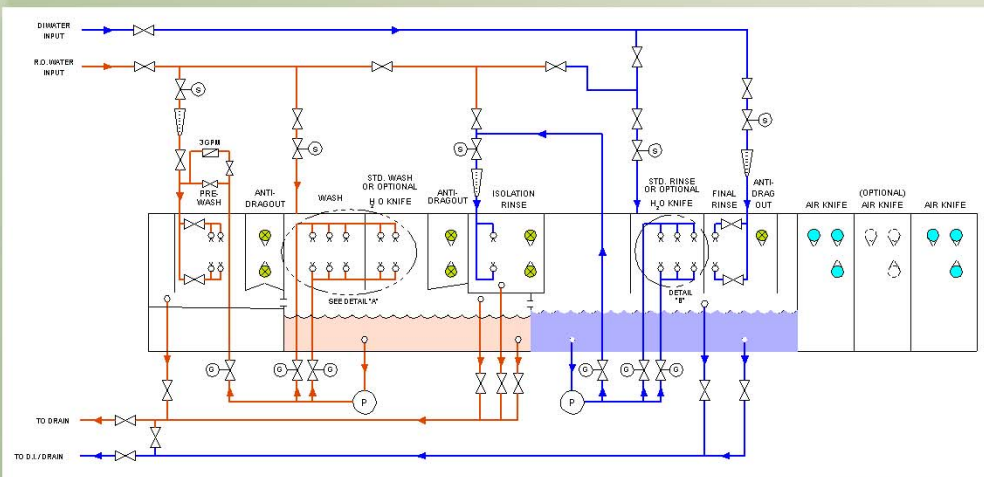 DI WATER
INPUT
R.O. WATER
INPUT
S
S
S
S
S
3 GPM
PRE-
WASH
ANTI-
DRAGOUT
WASH
STD. WASH
OR OPTIONAL
H2O KNIFE
ANTI-
DRAGOUT
ISOLATION
RINSE
STD. RINSE
OR OPTIONAL
H2O KNIFE
FINAL
RINSE
ANTI-
DRAG
OUT
AIR KNIFE
(OPTIONAL)
AIR KNIFE
AIR KNIFE
SEE DETAIL "A"
DETAIL
"B"
G
G
G
P
P
G
G
G
TO DRAIN
TO D.I./DRAIN